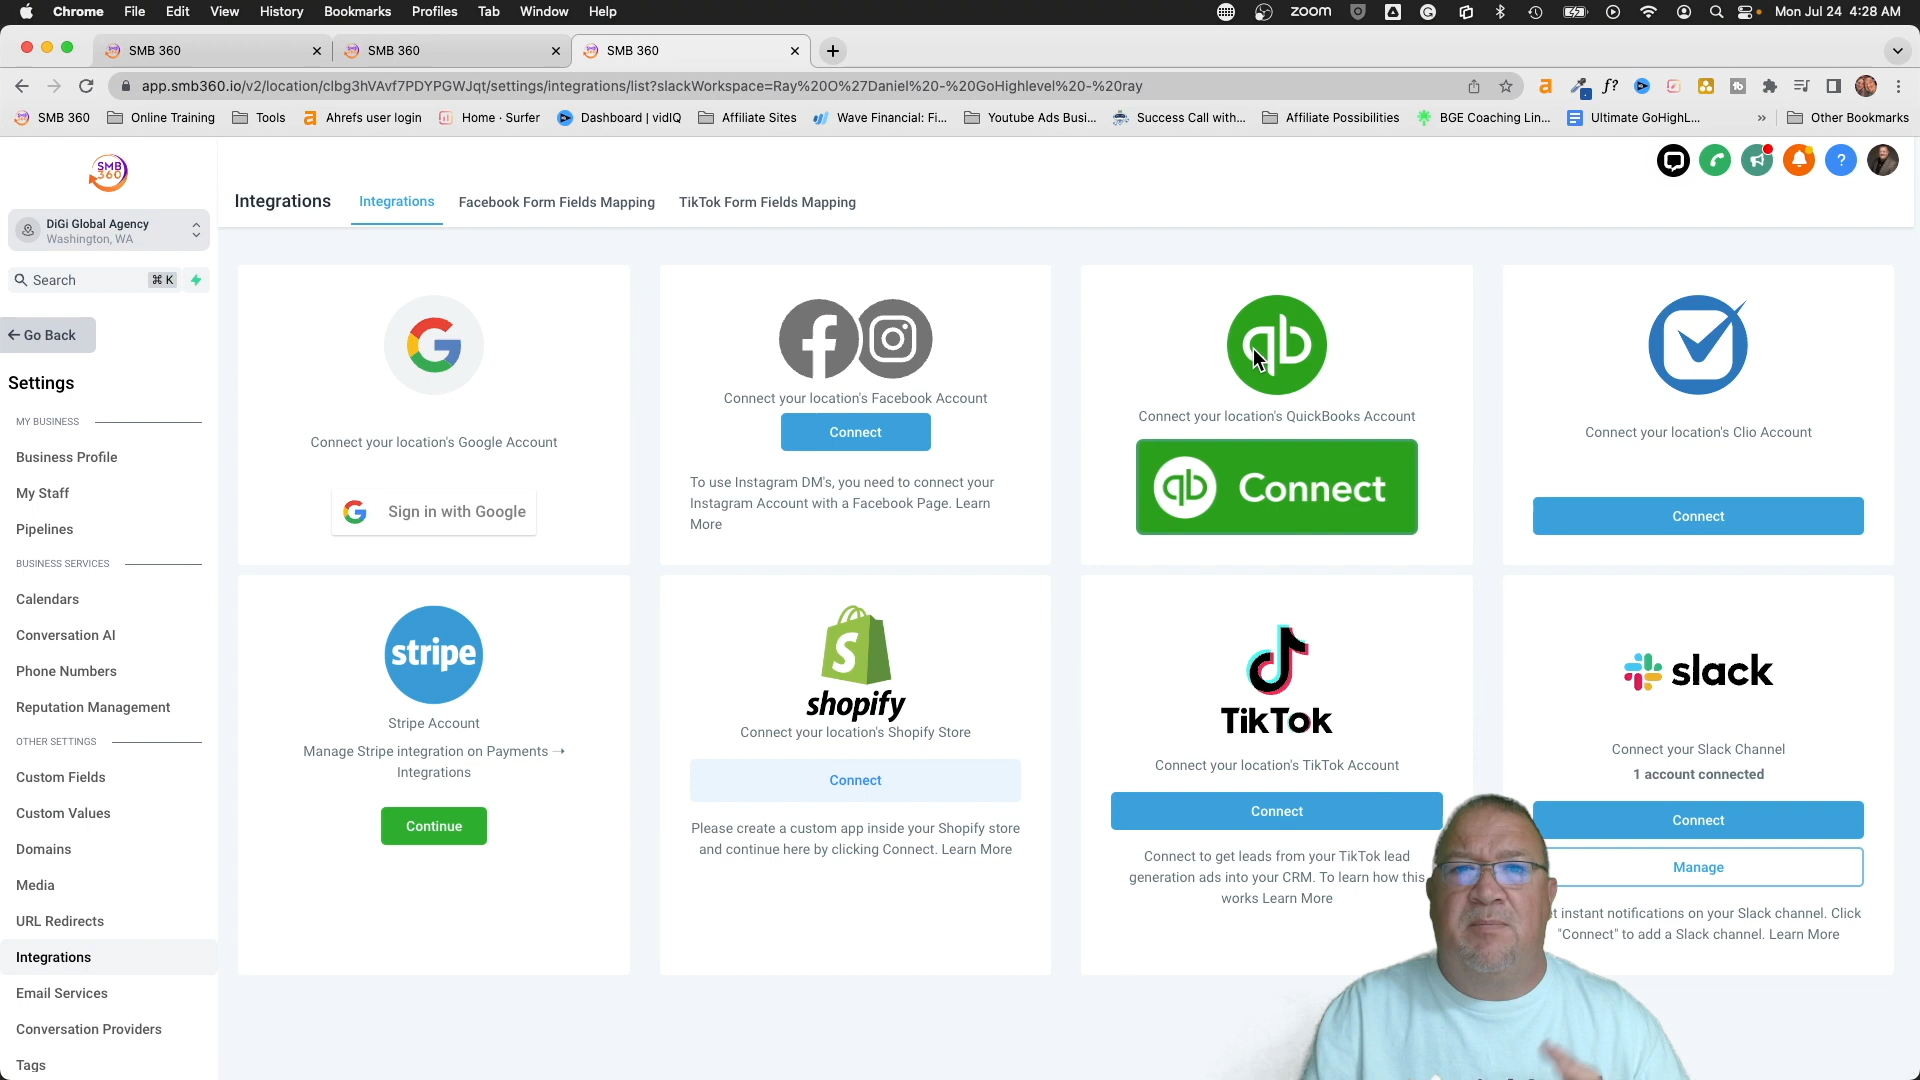 Chrome File Edit View History Bookmarks Profiles Tab Window Help zoom Mon Jul 24 4:28 AM
SMB 360 SMB 360 SMB 360
app.smb360.io/v2/location/clbg3hVAvf7PDYPGWJqt/settings/integrations/list?slackWorkspace=Ray%20O%27Daniel%20-%20GoHighlevel%20-%20ray
SMB 360 Online Training Tools Ahrefs user login Home · Surfer Dashboard | vidIQ Affiliate Sites Wave Financial: Fi... Youtube Ads Busi... Success Call with... Affiliate Possibilities BGE Coaching Lin... Ultimate GoHighL... » Other Bookmarks
SMB
360
DiGi Global Agency
Washington, WA
Search ⌘ K
← Go Back
Settings
MY BUSINESS
Business Profile
My Staff
Pipelines
BUSINESS SERVICES
Calendars
Conversation AI
Phone Numbers
Reputation Management
OTHER SETTINGS
Custom Fields
Custom Values
Domains
Media
URL Redirects
Integrations
Email Services
Conversation Providers
Tags
Integrations Integrations Facebook Form Fields Mapping TikTok Form Fields Mapping
Connect your location's Google Account
Sign in with Google
Connect your location's Facebook Account
Connect
To use Instagram DM's, you need to connect your
Instagram Account with a Facebook Page. Learn
More
qb
Connect your location's QuickBooks Account
qb Connect
Connect your location's Clio Account
Connect
stripe
Stripe Account
Manage Stripe integration on Payments →
Integrations
Continue
shopify
Connect your location's Shopify Store
Connect
Please create a custom app inside your Shopify store
and continue here by clicking Connect. Learn More
TikTok
Connect your location's TikTok Account
Connect
Connect to get leads from your TikTok lead
generation ads into your CRM. To learn how this
works Learn More
slack
Connect your Slack Channel
1 account connected
Connect
Manage
instant notifications on your Slack channel. Click
"Connect" to add a Slack channel. Learn More